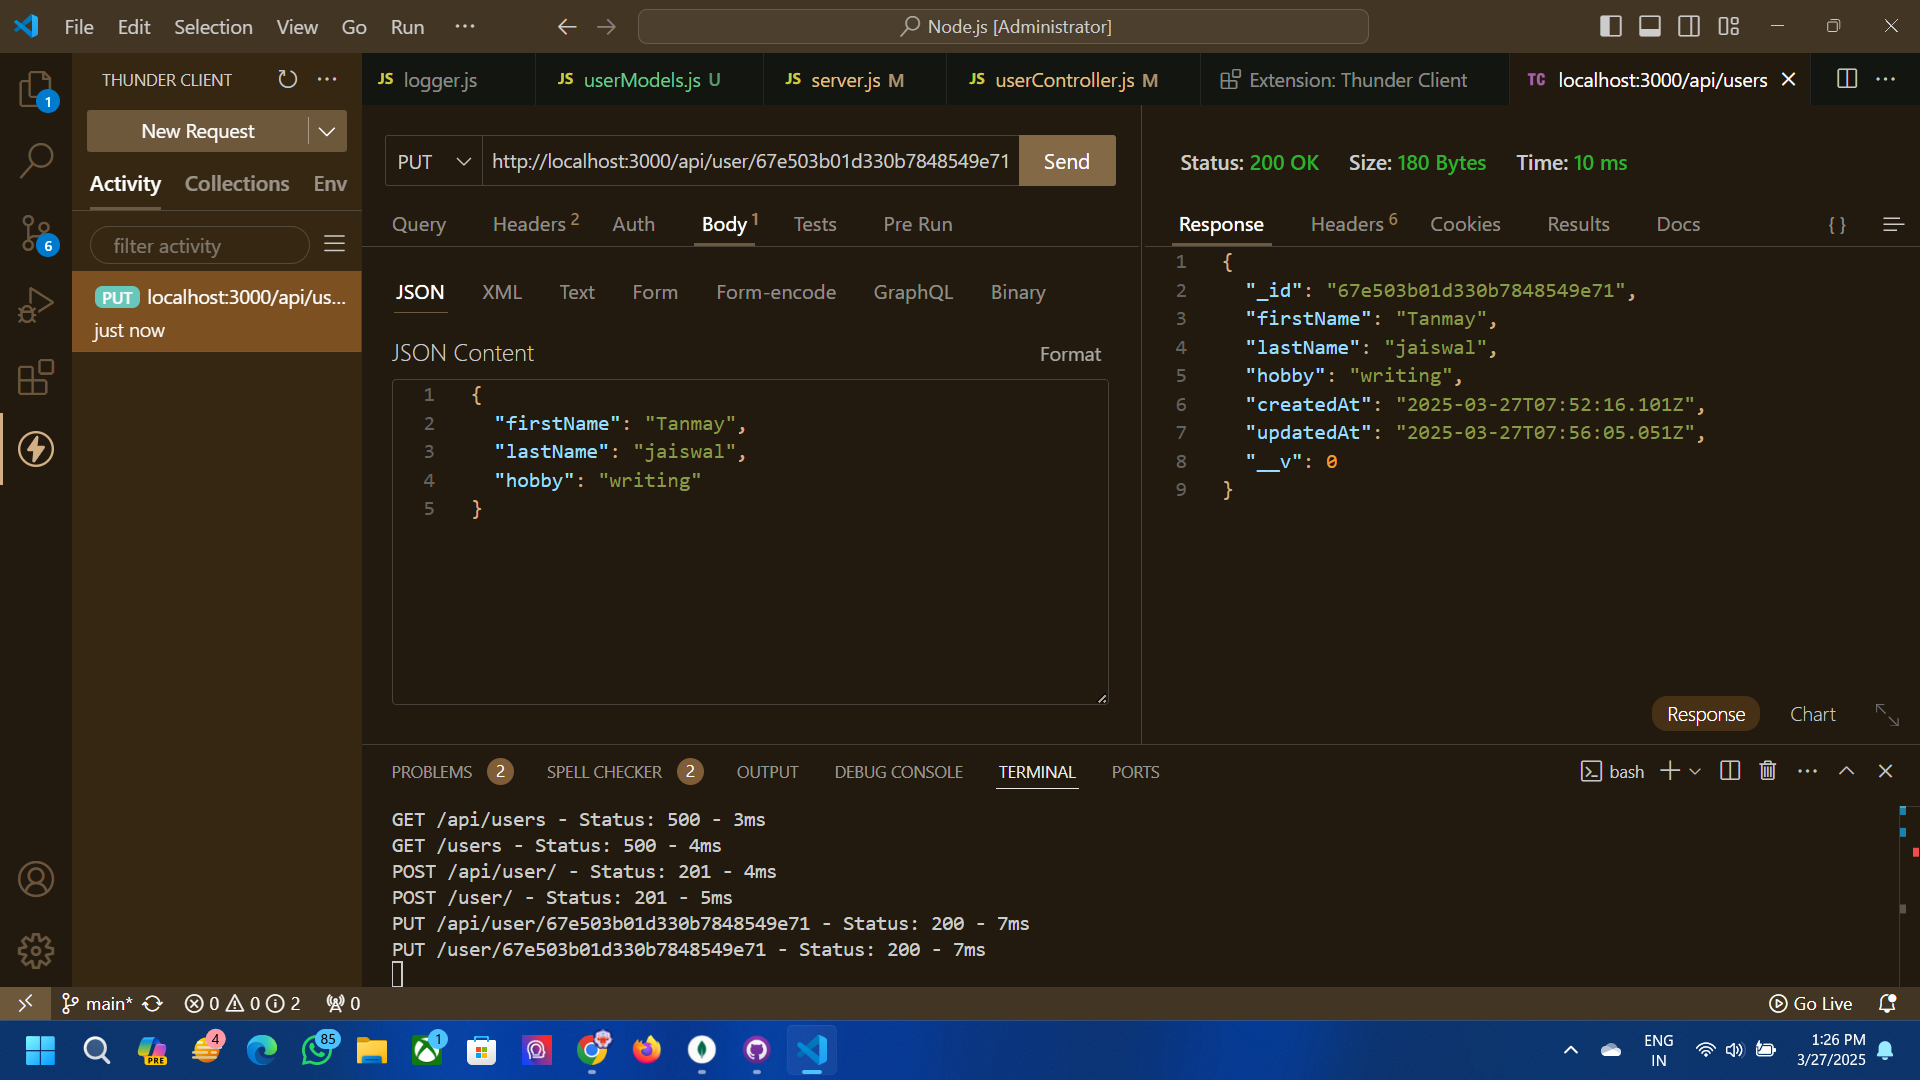 File Edit Selection View Go Run ... Node.js [Administrator]
THUNDER CLIENT ...
New Request
Activity Collections Env
filter activity
PUT localhost:3000/api/us...
just now
1
6
JS logger.js JS userModels.js U JS server.js M JS userController.js M Extension: Thunder Client TC localhost:3000/api/users
PUT http://localhost:3000/api/user/67e503b01d330b7848549e71 Send
Query Headers 2 Auth Body 1 Tests Pre Run
JSON XML Text Form Form-encode GraphQL Binary
JSON Content Format
1 {
2 "firstName": "Tanmay",
3 "lastName": "jaiswal",
4 "hobby": "writing"
5 }
Status: 200 OK Size: 180 Bytes Time: 10 ms
Response Headers 6 Cookies Results Docs { }
1 {
2 "_id": "67e503b01d330b7848549e71",
3 "firstName": "Tanmay",
4 "lastName": "jaiswal",
5 "hobby": "writing",
6 "createdAt": "2025-03-27T07:52:16.101Z",
7 "updatedAt": "2025-03-27T07:56:05.051Z",
8 "__v": 0
9 }
Response Chart
PROBLEMS 2 SPELL CHECKER 2 OUTPUT DEBUG CONSOLE TERMINAL PORTS bash ...
GET /api/users - Status: 500 - 3ms
GET /users - Status: 500 - 4ms
POST /api/user/ - Status: 201 - 4ms
POST /user/ - Status: 201 - 5ms
PUT /api/user/67e503b01d330b7848549e71 - Status: 200 - 7ms
PUT /user/67e503b01d330b7848549e71 - Status: 200 - 7ms
main* 0 0 2 0 Go Live
PRE 4 85 1 ENG 1:26 PM
IN 3/27/2025